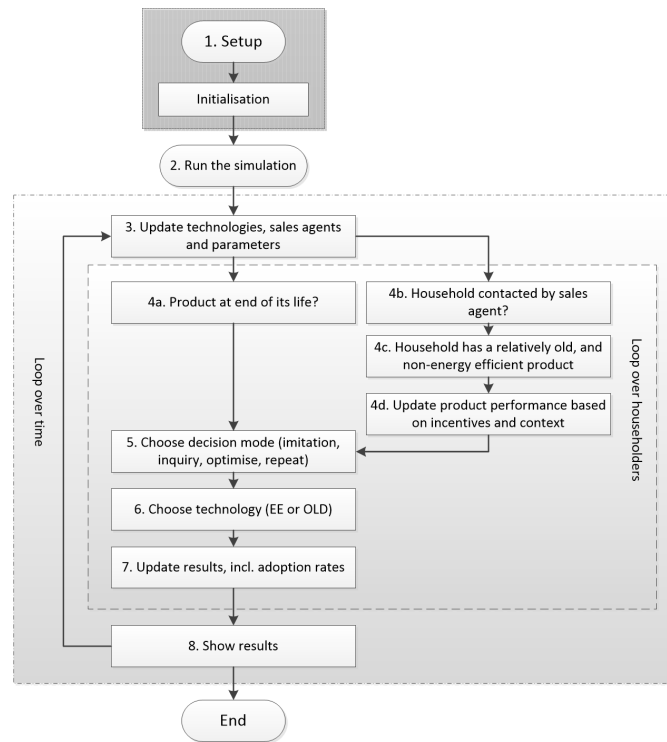 1. Setup
Initialisation
2. Run the simulation
3. Update technologies, sales agents
and parameters
4a. Product at end of its life?
4b. Household contacted by sales
agent?
4c. Household has a relatively old, and
non-energy efficient product
4d. Update product performance based
on incentives and context
5. Choose decision mode (imitation,
inquiry, optimise, repeat)
6. Choose technology (EE or OLD)
7. Update results, incl. adoption rates
8. Show results
End
Loop over time
Loop over householders